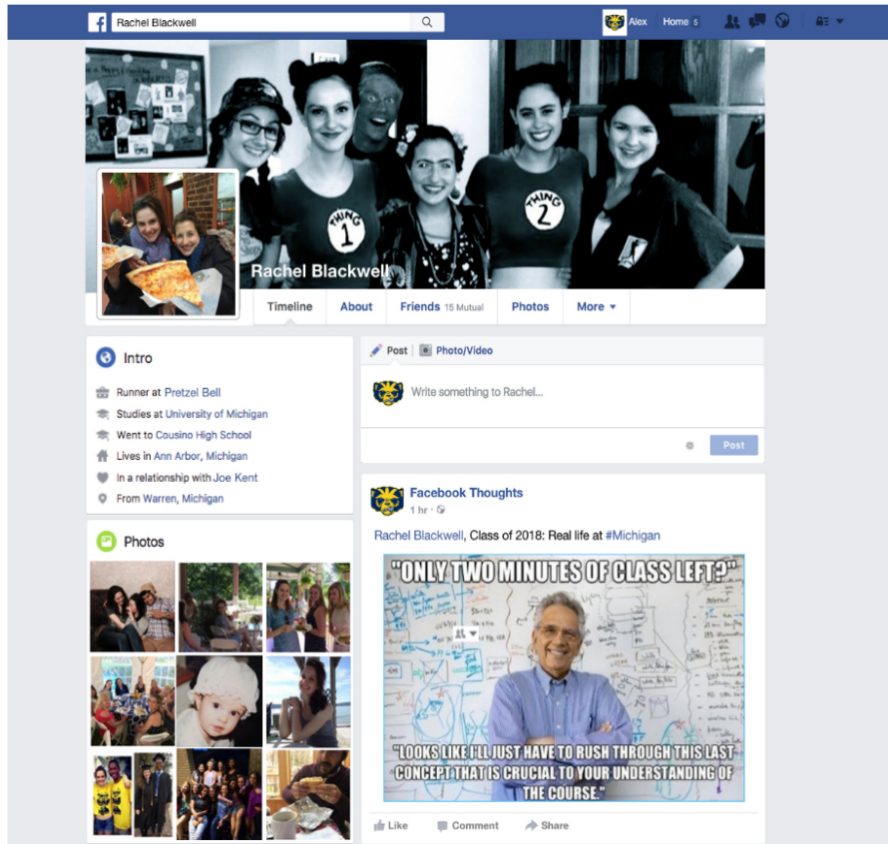 Rachel Blackwell
Alex
Home 5
THING 1
THING 2
Rachel Blackwell
Timeline
About
Friends 15 Mutual
Photos
More
Intro
Runner at Pretzel Bell
Studies at University of Michigan
Went to Cousino High School
Lives in Ann Arbor, Michigan
In a relationship with Joe Kent
From Warren, Michigan
Photos
Post
Photo/Video
Write something to Rachel...
Post
Facebook Thoughts
1 hr ·
Rachel Blackwell, Class of 2018: Real life at #Michigan
"ONLY TWO MINUTES OF CLASS LEFT?"
"LOOKS LIKE I'LL JUST HAVE TO RUSH THROUGH THIS LAST
CONCEPT THAT IS CRUCIAL TO YOUR UNDERSTANDING OF
THE COURSE."
Like
Comment
Share